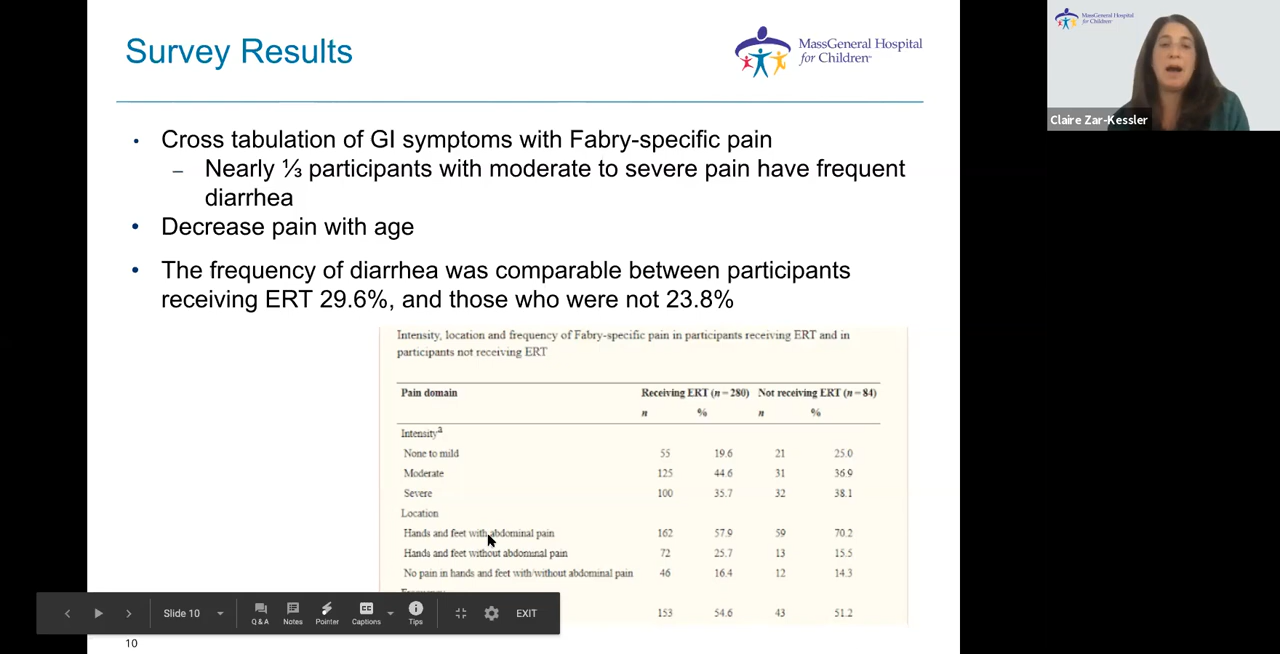 Survey Results
MassGeneral Hospital
for Children
MassGeneral Hospital
for Children
Claire Zar-Kessler
• Cross tabulation of GI symptoms with Fabry-specific pain
– Nearly ⅓ participants with moderate to severe pain have frequent
diarrhea
• Decrease pain with age
• The frequency of diarrhea was comparable between participants
receiving ERT 29.6%, and those who were not 23.8%
Intensity, location and frequency of Fabry-specific pain in participants receiving ERT and in
participants not receiving ERT
Pain domain Receiving ERT (n = 280) Not receiving ERT (n = 84)
n % n %
Intensity a
None to mild 55 19.6 21 25.0
Moderate 125 44.6 31 36.9
Severe 100 35.7 32 38.1
Location
Hands and feet with abdominal pain 162 57.9 59 70.2
Hands and feet without abdominal pain 72 25.7 13 15.5
No pain in hands and feet with/without abdominal pain 46 16.4 12 14.3
153 54.6 43 51.2
Slide 10 Q & A Notes Pointer Captions Tips EXIT
10